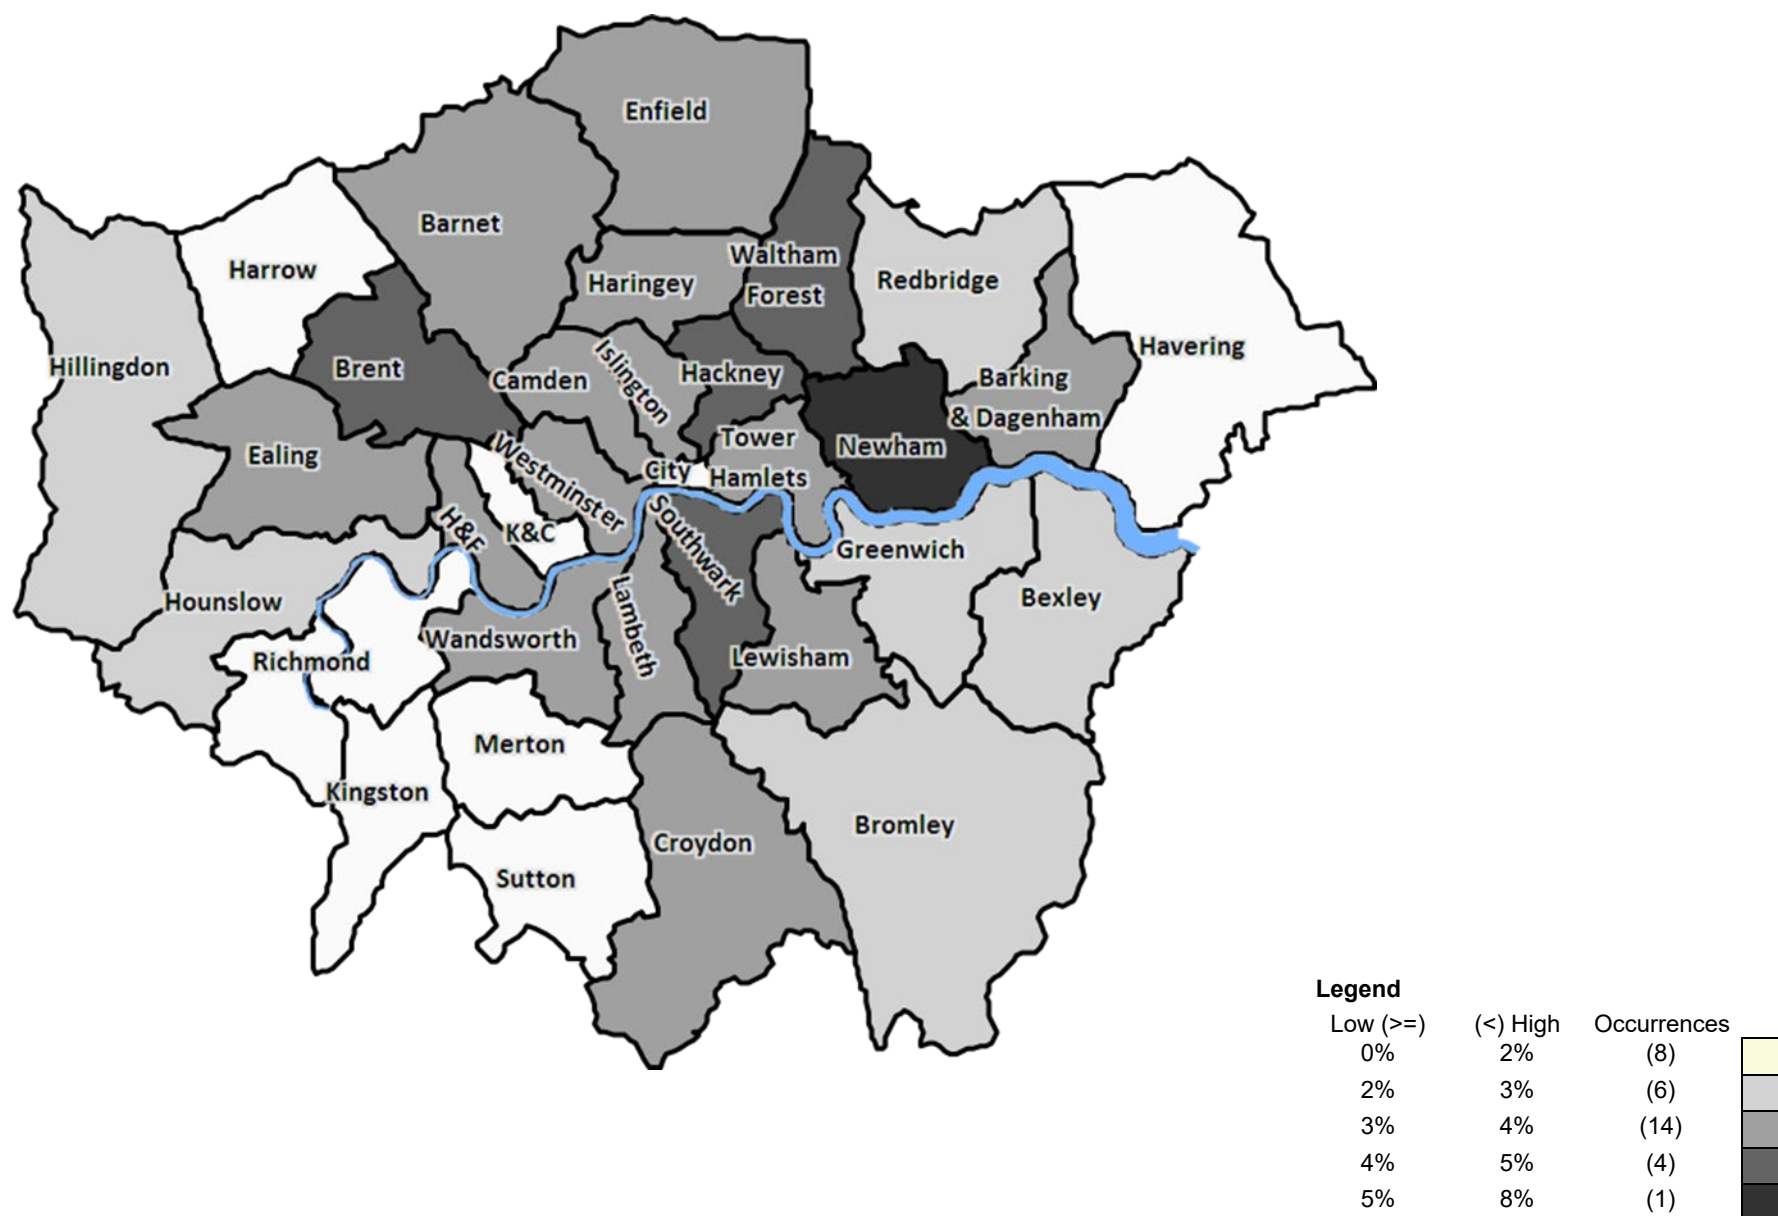 Enfield
Barnet
Harrow
Waltham
Forest
Haringey
Redbridge
Havering
Hillingdon
Brent
Camden
Islington
Hackney
Barking
& Dagenham
Ealing
Westminster
City
Tower
Hamlets
Newham
H&F
K&C
Southwark
Greenwich
Hounslow
Bexley
Richmond
Wandsworth
Lambeth
Lewisham
Merton
Kingston
Croydon
Bromley
Sutton
Legend
Low (>=) (<) High Occurrences
0% 2% (8)
2% 3% (6)
3% 4% (14)
4% 5% (4)
5% 8% (1)